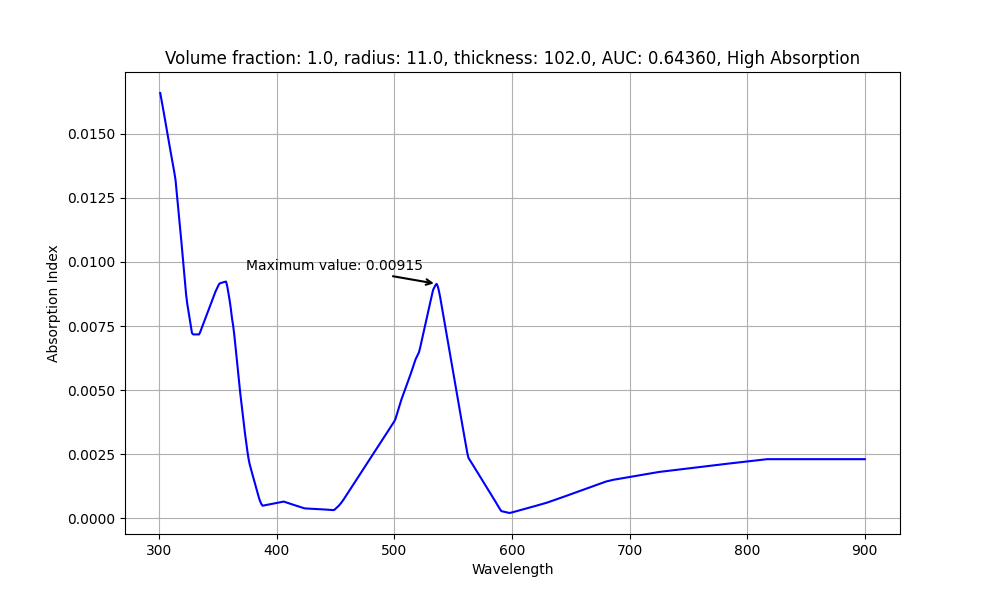 Volume fraction: 1.0, radius: 11.0, thickness: 102.0, AUC: 0.64360, High Absorption
Absorption Index
0.0150
0.0125
0.0100
0.0075
0.0050
0.0025
0.0000
Maximum value: 0.00915
300 400 500 600 700 800 900
Wavelength